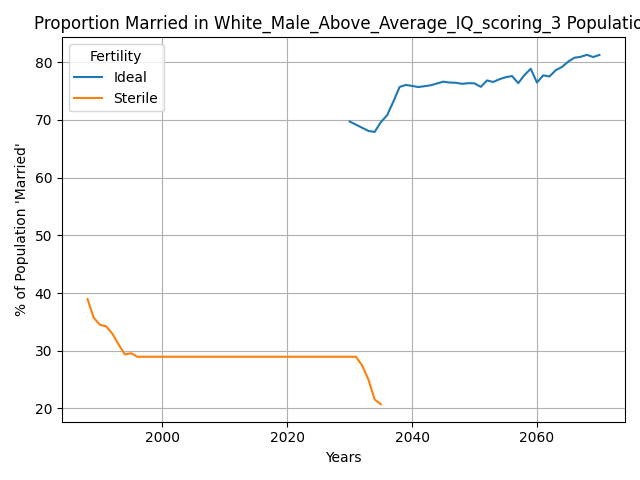 Proportion Married in White_Male_Above_Average_IQ_scoring_3 Populatio
Fertility
Ideal
Sterile
% of Population 'Married'
80
70
60
50
40
30
20
2000 2020 2040 2060
Years